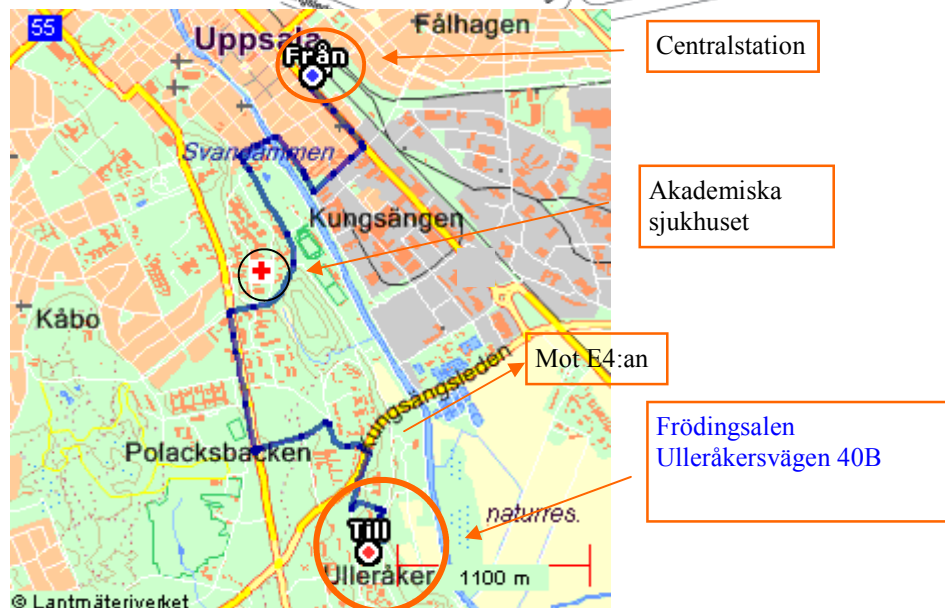 55
Fålhagen
Uppsala
Från
Centralstation
Svandammen
Akademiska
sjukhuset
Kungsängen
Kåbo
Mot E4:an
Kungsängsleden
Frödingsalen
Ulleråkersvägen 40B
Polacksbacken
naturres.
Till
Ulleråker
1100 m
© Lantmäteriverket